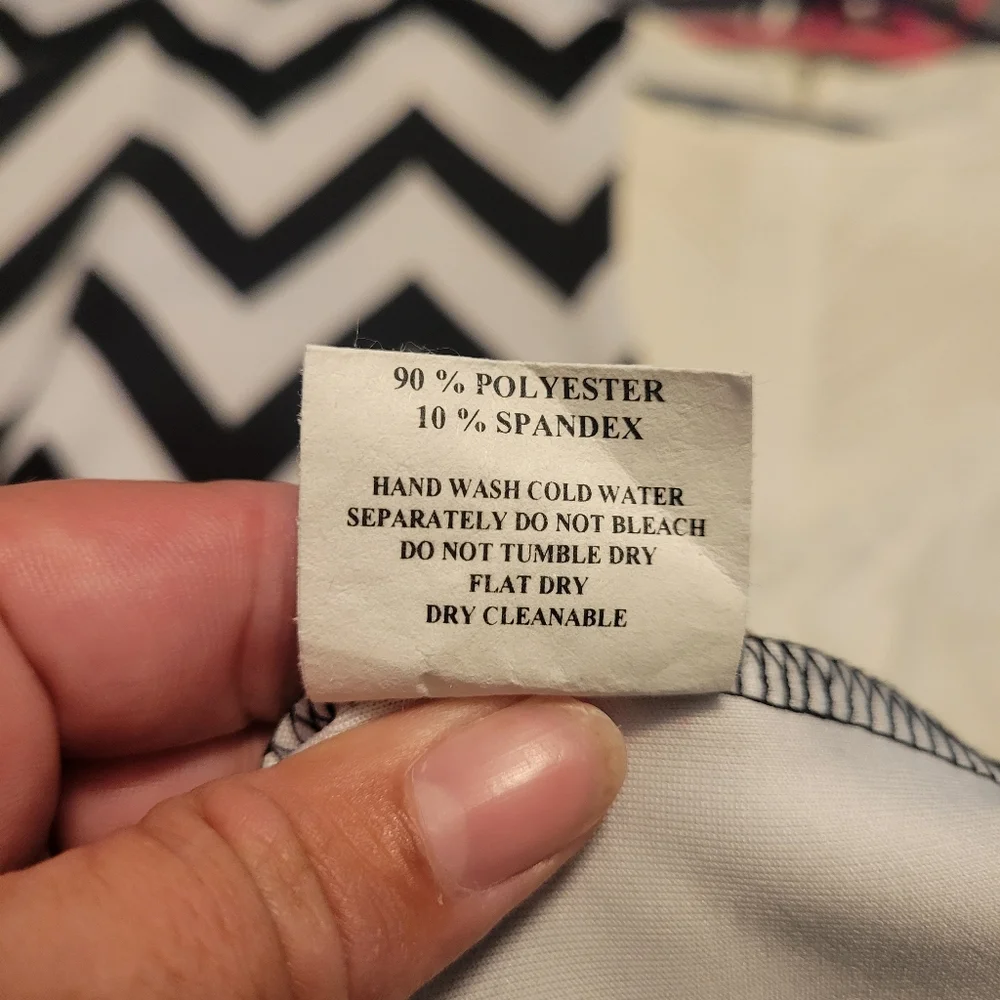 90 % POLYESTER
10 % SPANDEX
HAND WASH COLD WATER
SEPARATELY DO NOT BLEACH
DO NOT TUMBLE DRY
FLAT DRY
DRY CLEANABLE